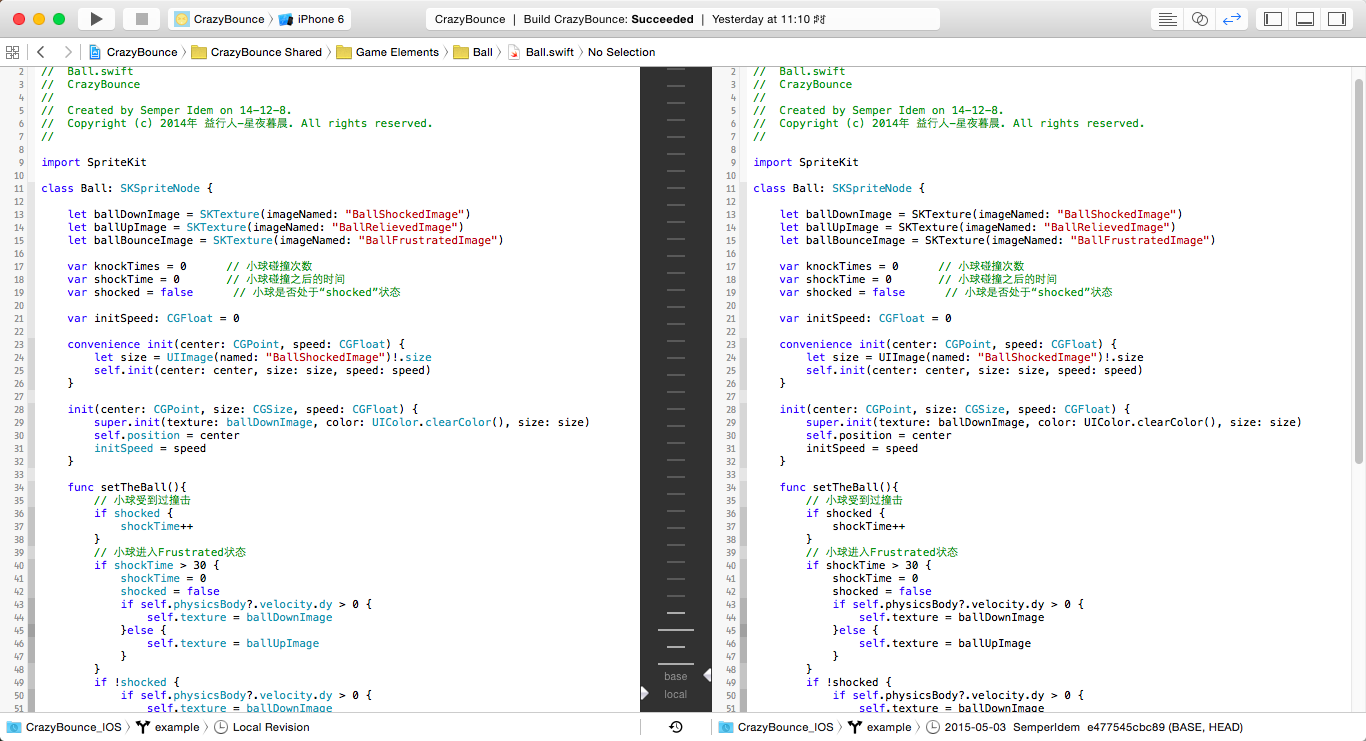 CrazyBounce 〉 iPhone 6
CrazyBounce | Build CrazyBounce: Succeeded | Yesterday at 11:10
CrazyBounce 〉 CrazyBounce Shared 〉 Game Elements 〉 Ball 〉 Ball.swift 〉 No Selection
2 //  Ball.swift
3 //  CrazyBounce
4 //
5 //  Created by Semper Idem on 14-12-8.
6 //  Copyright (c) 2014年 益行人-星夜暮晨. All rights reserved.
7 //
8
9 import SpriteKit
10
11 class Ball: SKSpriteNode {
12
13     let ballDownImage = SKTexture(imageNamed: "BallShockedImage")
14     let ballUpImage = SKTexture(imageNamed: "BallRelievedImage")
15     let ballBounceImage = SKTexture(imageNamed: "BallFrustratedImage")
16
17     var knockTimes = 0      // 小球碰撞次数
18     var shockTime = 0       // 小球碰撞之后的时间
19     var shocked = false      // 小球是否处于“shocked”状态
20
21     var initSpeed: CGFloat = 0
22
23     convenience init(center: CGPoint, speed: CGFloat) {
24         let size = UIImage(named: "BallShockedImage")!.size
25         self.init(center: center, size: size, speed: speed)
26     }
27
28     init(center: CGPoint, size: CGSize, speed: CGFloat) {
29         super.init(texture: ballDownImage, color: UIColor.clearColor(), size: size)
30         self.position = center
31         initSpeed = speed
32     }
33
34     func setTheBall(){
35         // 小球受到过撞击
36         if shocked {
37             shockTime++
38         }
39         // 小球进入Frustrated状态
40         if shockTime > 30 {
41             shockTime = 0
42             shocked = false
43             if self.physicsBody?.velocity.dy > 0 {
44                 self.texture = ballDownImage
45             }else {
46                 self.texture = ballUpImage
47             }
48         }
49         if !shocked {
50             if self.physicsBody?.velocity.dy > 0 {
51                 self.texture = ballDownImage
base
local
2 //  Ball.swift
3 //  CrazyBounce
4 //
5 //  Created by Semper Idem on 14-12-8.
6 //  Copyright (c) 2014年 益行人-星夜暮晨. All rights reserved.
7 //
8
9 import SpriteKit
10
11 class Ball: SKSpriteNode {
12
13     let ballDownImage = SKTexture(imageNamed: "BallShockedImage")
14     let ballUpImage = SKTexture(imageNamed: "BallRelievedImage")
15     let ballBounceImage = SKTexture(imageNamed: "BallFrustratedImage")
16
17     var knockTimes = 0      // 小球碰撞次数
18     var shockTime = 0       // 小球碰撞之后的时间
19     var shocked = false      // 小球是否处于“shocked”状态
20
21     var initSpeed: CGFloat = 0
22
23     convenience init(center: CGPoint, speed: CGFloat) {
24         let size = UIImage(named: "BallShockedImage")!.size
25         self.init(center: center, size: size, speed: speed)
26     }
27
28     init(center: CGPoint, size: CGSize, speed: CGFloat) {
29         super.init(texture: ballDownImage, color: UIColor.clearColor(), size: size)
30         self.position = center
31         initSpeed = speed
32     }
33
34     func setTheBall(){
35         // 小球受到过撞击
36         if shocked {
37             shockTime++
38         }
39         // 小球进入Frustrated状态
40         if shockTime > 30 {
41             shockTime = 0
42             shocked = false
43             if self.physicsBody?.velocity.dy > 0 {
44                 self.texture = ballDownImage
45             }else {
46                 self.texture = ballUpImage
47             }
48         }
49         if !shocked {
50             if self.physicsBody?.velocity.dy > 0 {
51                 self.texture = ballDownImage
CrazyBounce_IOS 〉 example 〉 Local Revision
CrazyBounce_IOS 〉 example 〉 2015-05-03 SemperIdem e477545cbc89 (BASE, HEAD)